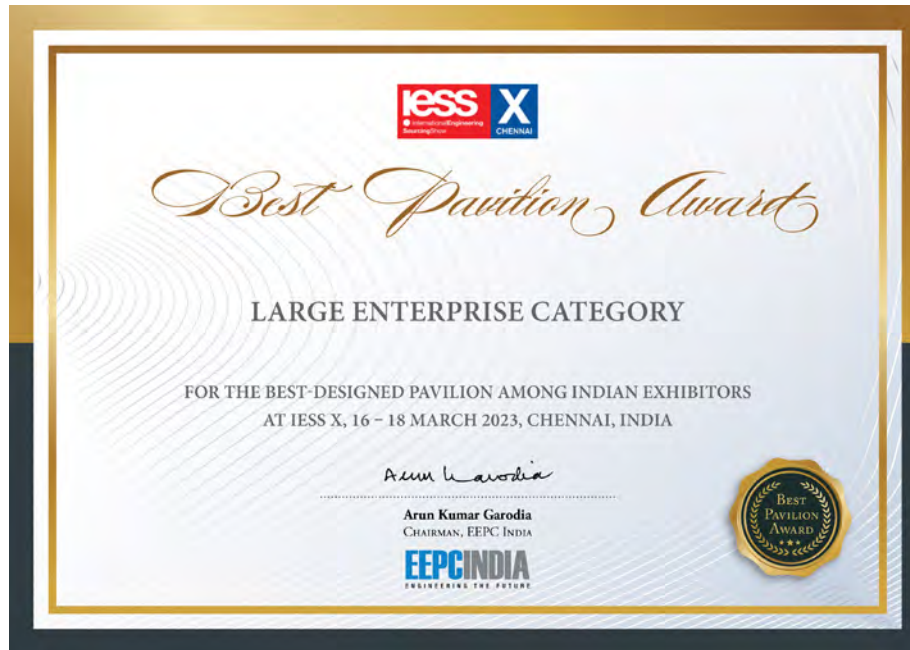 IESS X
InternationalEngineering
SourcingShow
CHENNAI
Best Pavilion Award
LARGE ENTERPRISE CATEGORY
FOR THE BEST-DESIGNED PAVILION AMONG INDIAN EXHIBITORS
AT IESS X, 16 – 18 MARCH 2023, CHENNAI, INDIA
Arun Garodia
Arun Kumar Garodia
CHAIRMAN, EEPC INDIA
EEPCINDIA
ENGINEERING THE FUTURE
BEST
PAVILION
AWARD